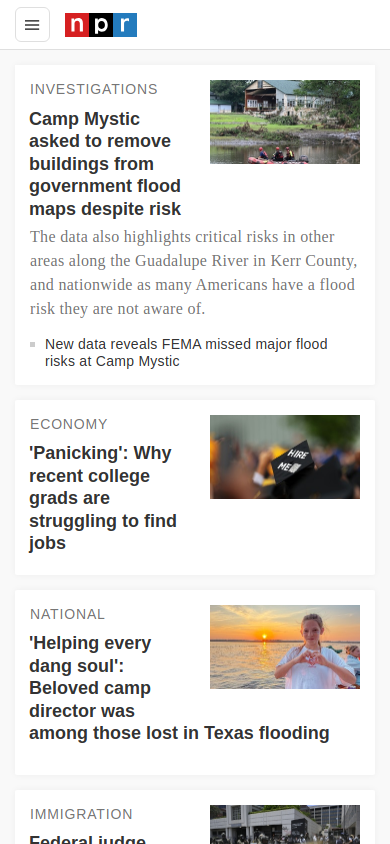 npr
INVESTIGATIONS
Camp Mystic
asked to remove
buildings from
government flood
maps despite risk
The data also highlights critical risks in other
areas along the Guadalupe River in Kerr County,
and nationwide as many Americans have a flood
risk they are not aware of.
New data reveals FEMA missed major flood
risks at Camp Mystic
ECONOMY
'Panicking': Why
recent college
grads are
struggling to find
jobs
HIRE
ME
NATIONAL
'Helping every
dang soul':
Beloved camp
director was
among those lost in Texas flooding
IMMIGRATION
Federal judge